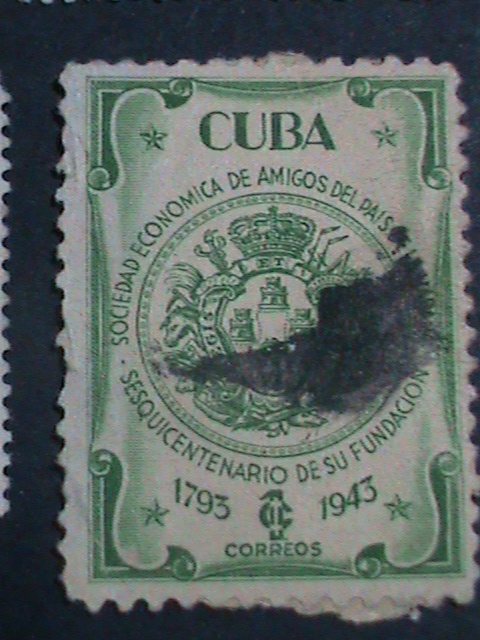 CUBA
· SOCIEDAD ECONOMICA DE AMIGOS DEL PAIS
SESQUICENTENARIO DE SU FUNDACION
1793 1943
CORREOS